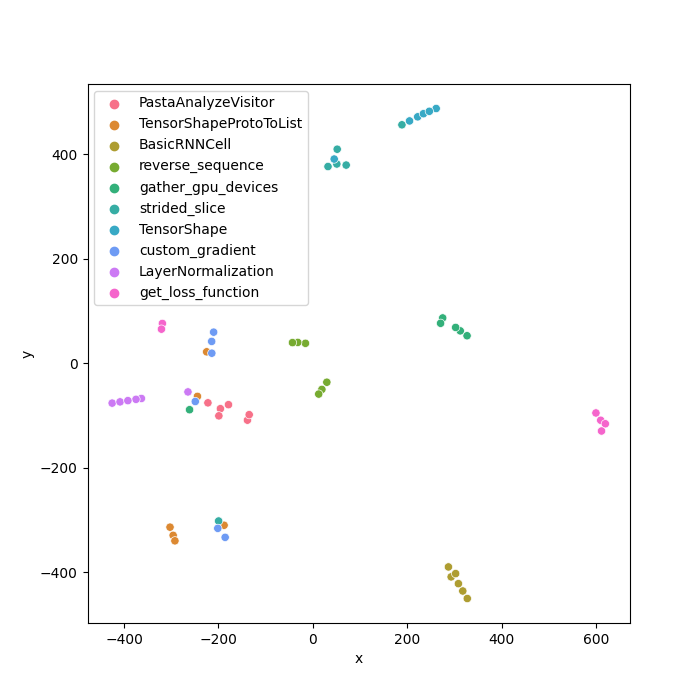 PastaAnalyzeVisitor
TensorShapeProtoToList
BasicRNNCell
reverse_sequence
gather_gpu_devices
strided_slice
TensorShape
custom_gradient
LayerNormalization
get_loss_function
y
400
200
0
−200
−400
−400 −200 0 200 400 600
x